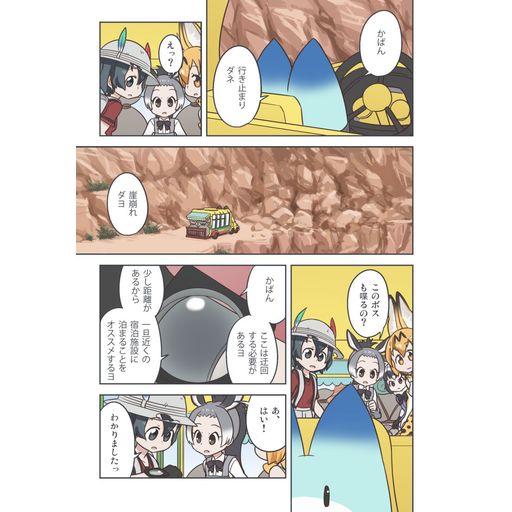 かばん
行き止まり
ダネ
えっ?
崖崩れ
ダヨ
このボス
も喋るの?
かばん
ここは迂回
する必要が
あるヨ
少し距離が
あるから
一旦近くの
宿泊施設に
泊まることを
オススメするヨ
あ、
はい!
わかりましたっ